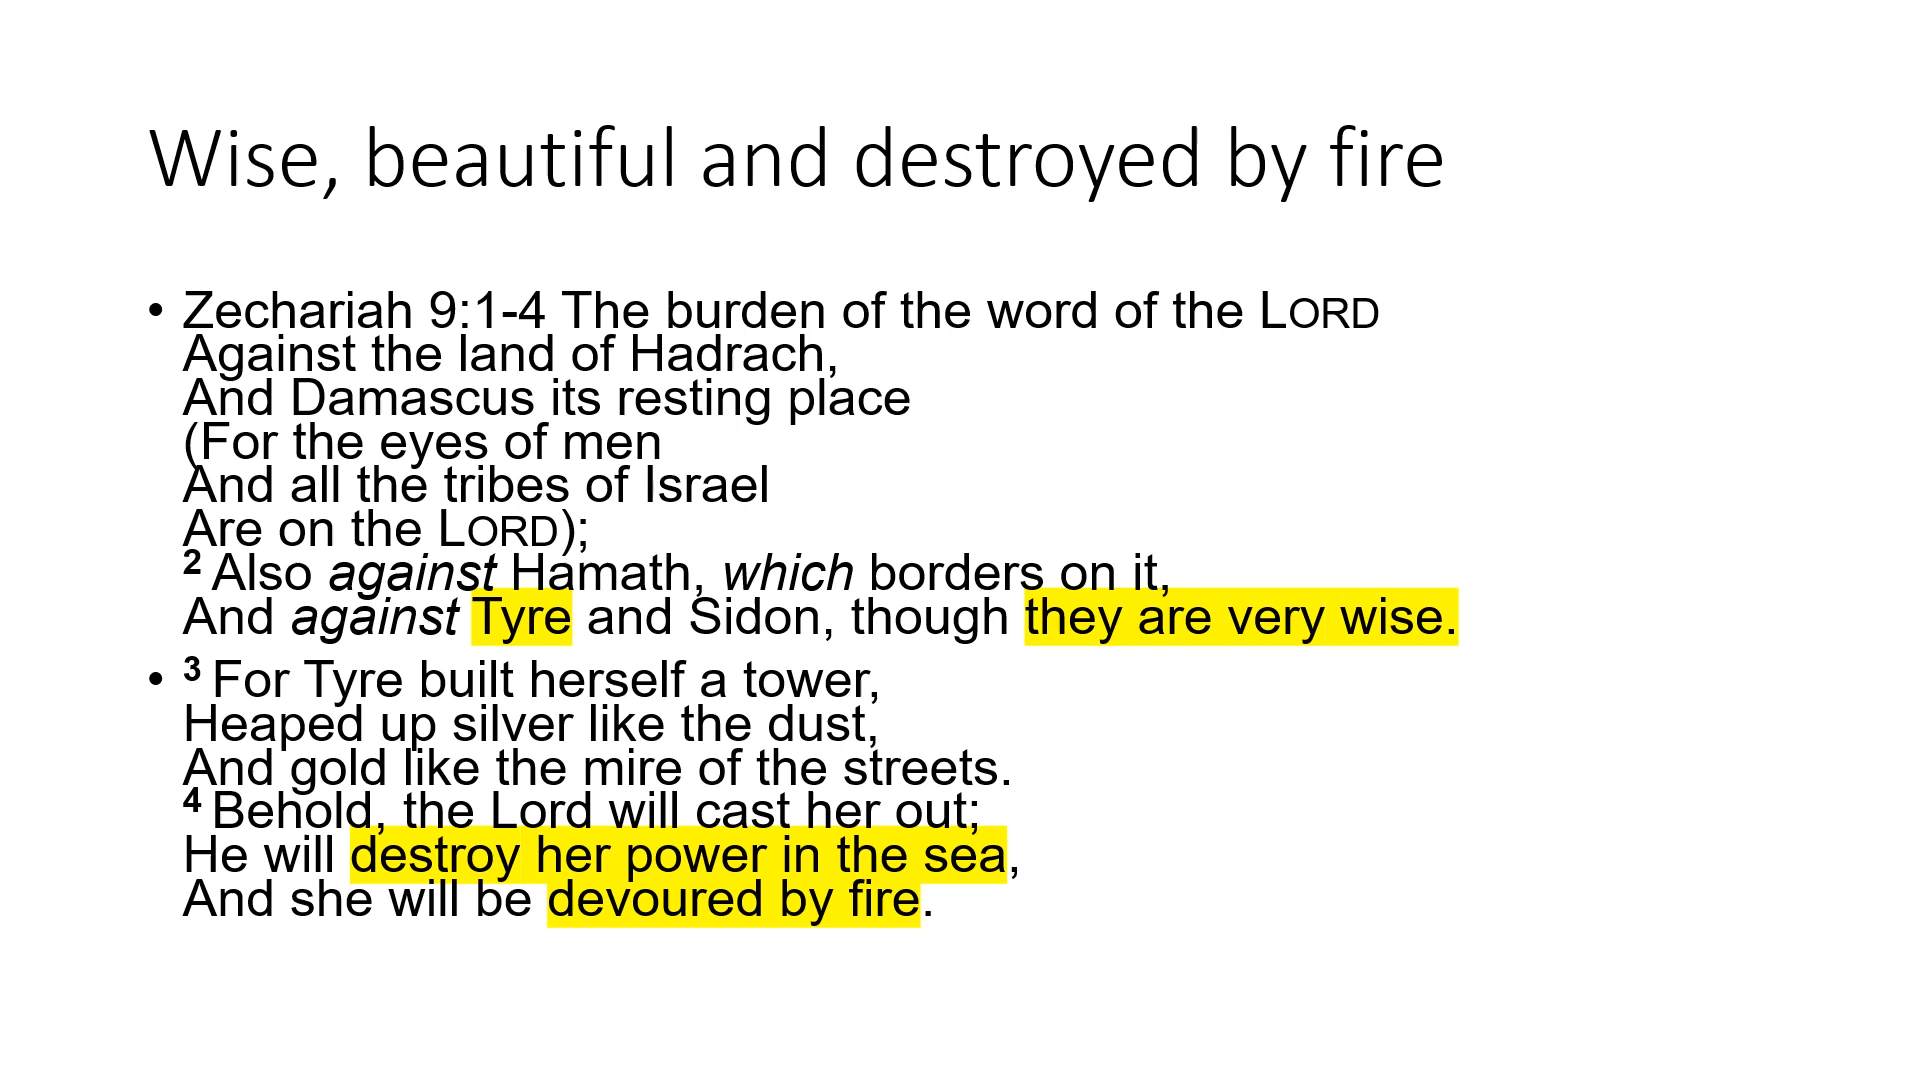 Wise, beautiful and destroyed by fire
• Zechariah 9:1-4 The burden of the word of the LORD
Against the land of Hadrach,
And Damascus its resting place
(For the eyes of men
And all the tribes of Israel
Are on the LORD);
2 Also against Hamath, which borders on it,
And against Tyre and Sidon, though they are very wise.
• 3 For Tyre built herself a tower,
Heaped up silver like the dust,
And gold like the mire of the streets.
4 Behold, the Lord will cast her out;
He will destroy her power in the sea,
And she will be devoured by fire.